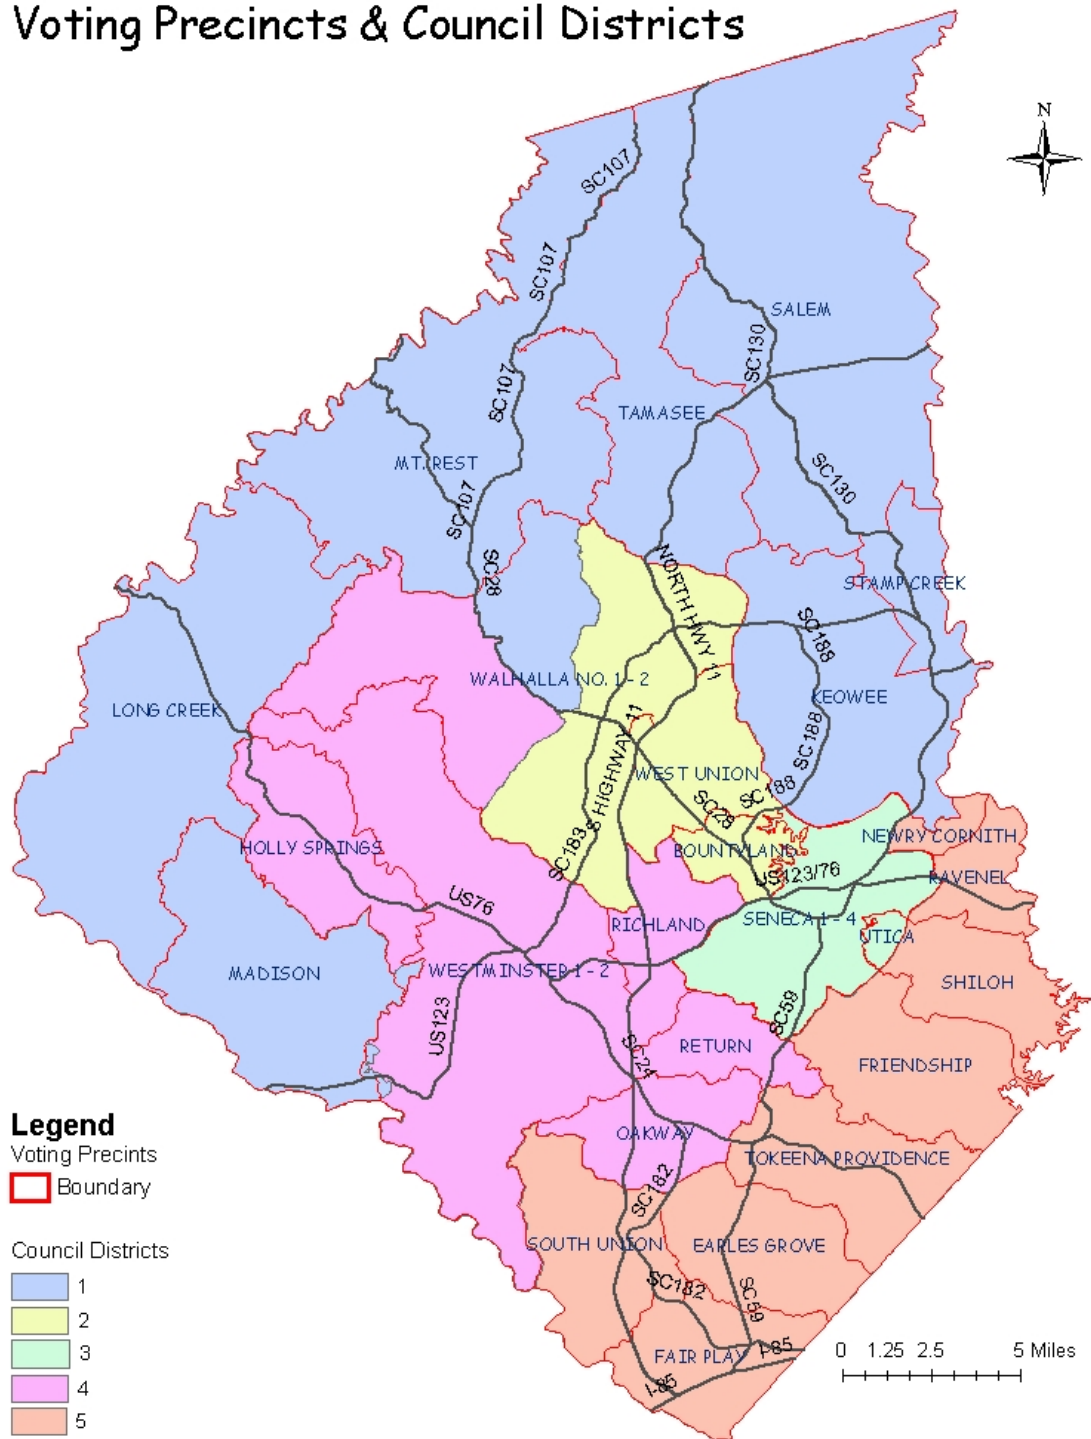 Voting Precincts & Council Districts
N
SC107
SC107
SALEM
SC130
SC107
TAMASEE
MT. REST
SC130
SC107
NORTH HWY 11
SC28
STAMP CREEK
SC188
WALHALLA NO. 1 - 2
LONG CREEK
KEOWEE
S HIGHWAY 11
SC188
WEST UNION
SC188
SC28
NEWRY CORNITH
HOLLY SPRINGS
SC183
BOUNTYLAND
US123/76
RAVENEL
US76
RICHLAND
SENECA 1 - 4
UTICA
MADISON
WESTMINSTER 1 - 2
SHILOH
US123
SC59
SC24
RETURN
FRIENDSHIP
Legend
Voting Precints
Boundary
OAKWAY
TOKEENA PROVIDENCE
SC182
SOUTH UNION
EARLES GROVE
Council Districts
1
2
3
4
5
SC182
SC59
FAIR PLAY
I-85
I-85
0 1.25 2.5 5 Miles